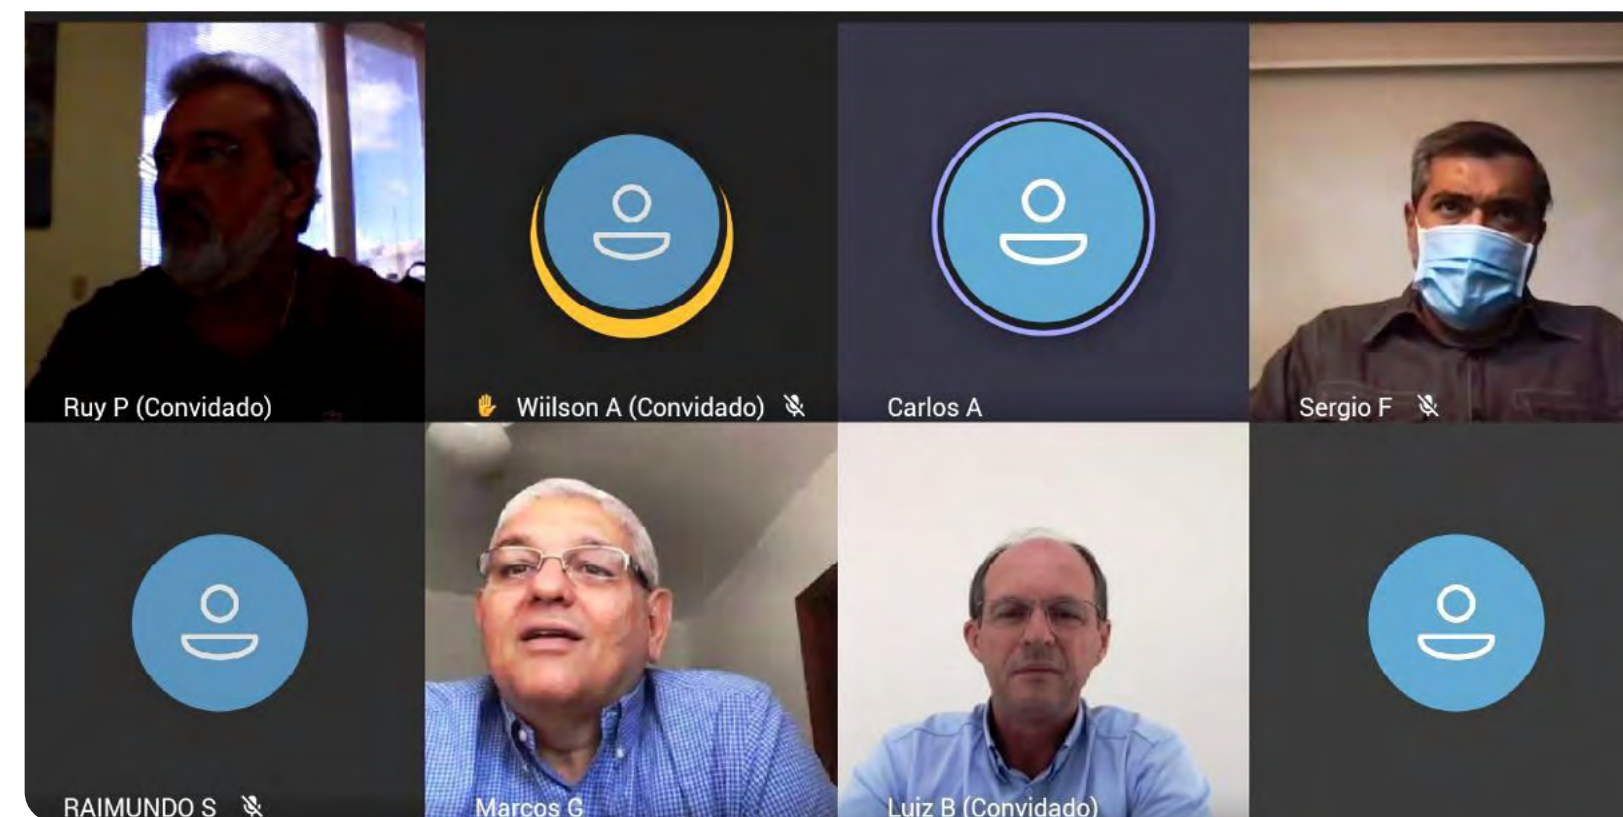 Ruy P (Convidado)
Wiilson A (Convidado)
Carlos A
Sergio F
RAIMUNDO S
Marcos G
Luiz B (Convidado)